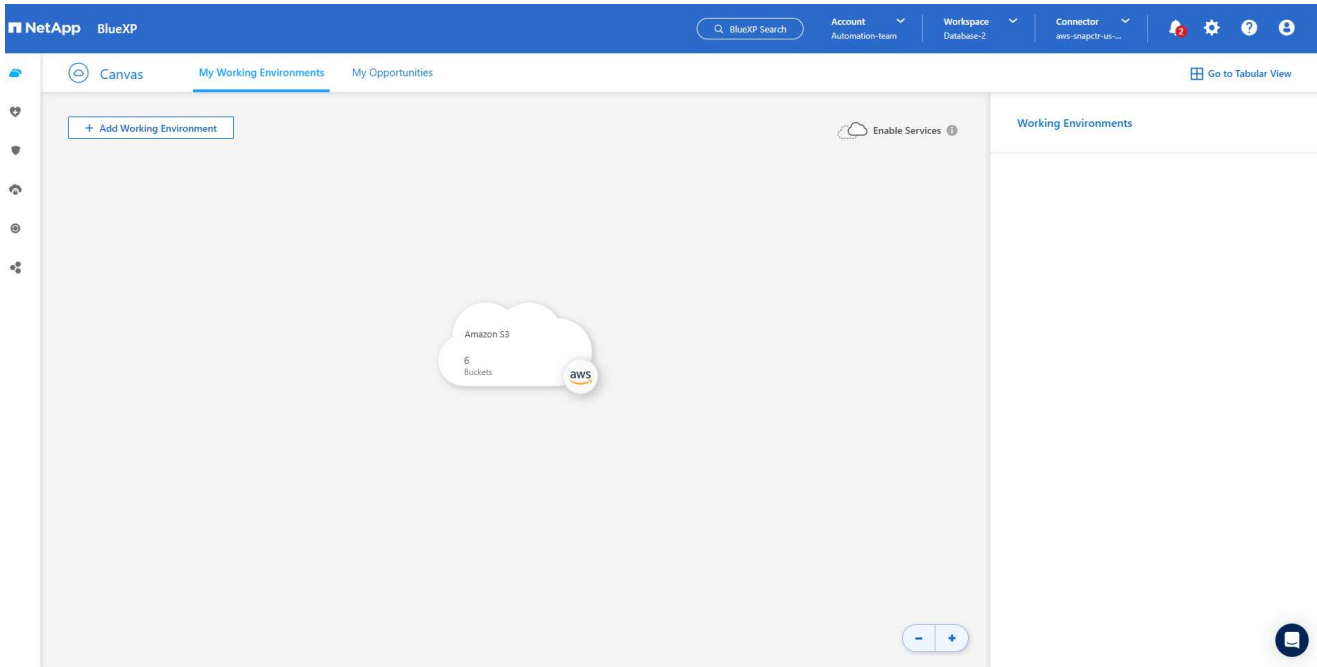 NetApp BlueXP
BlueXP Search
Account
Automation-team
Workspace
Database-2
Connector
aws-snapctr-us-...
2
Canvas
My Working Environments
My Opportunities
Go to Tabular View
+ Add Working Environment
Enable Services
Working Environments
Amazon S3
6
Buckets
aws
- +